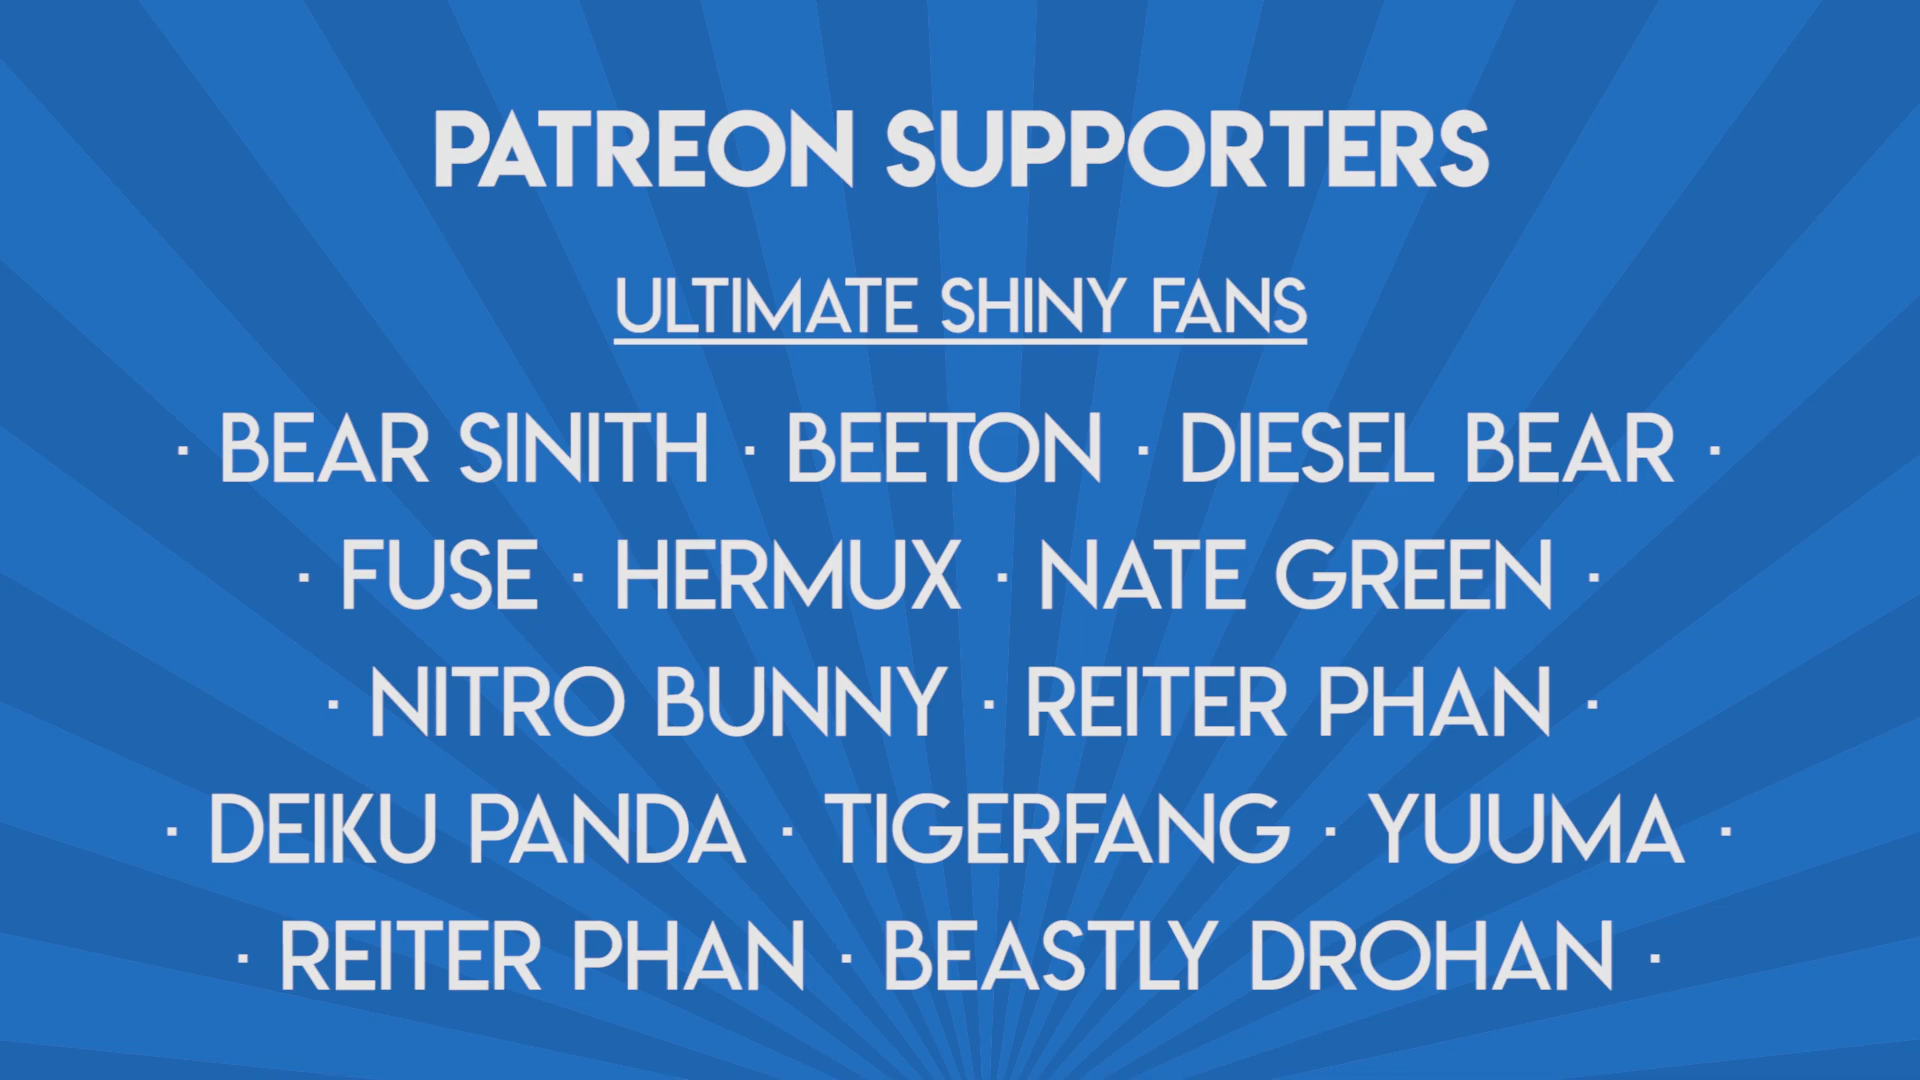 PATREON SUPPORTERS
ULTIMATE SHINY FANS
· BEAR SINITH · BEETON · DIESEL BEAR ·
· FUSE · HERMUX · NATE GREEN ·
· NITRO BUNNY · REITER PHAN ·
· DEIKU PANDA · TIGERFANG · YUUMA ·
· REITER PHAN · BEASTLY DROHAN ·